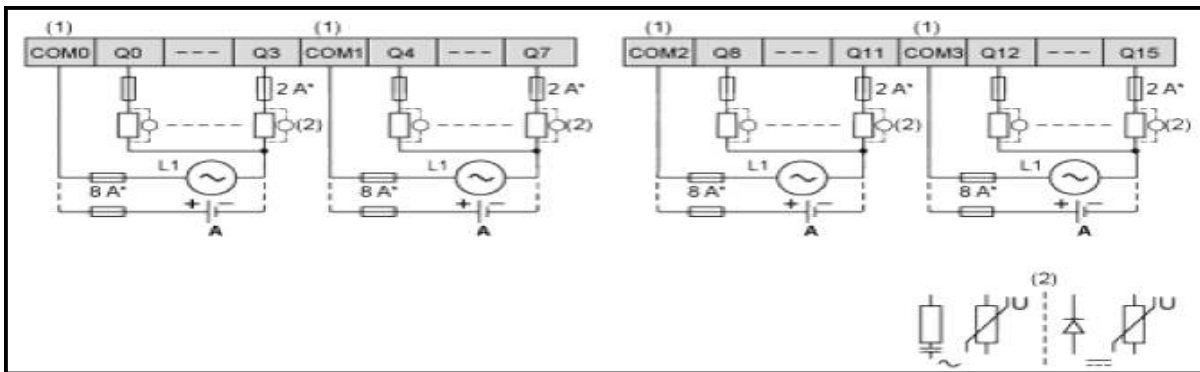 (1) (1) (1) (1)
COM0 Q0 --- Q3 COM1 Q4 --- Q7 COM2 Q8 --- Q11 COM3 Q12 --- Q15
2 A* 2 A* 2 A* 2 A*
(2) (2) (2) (2)
L1 L1 L1 L1
8 A* 8 A* 8 A* 8 A*
+ − + − + − + −
A A A A
(2)
U U